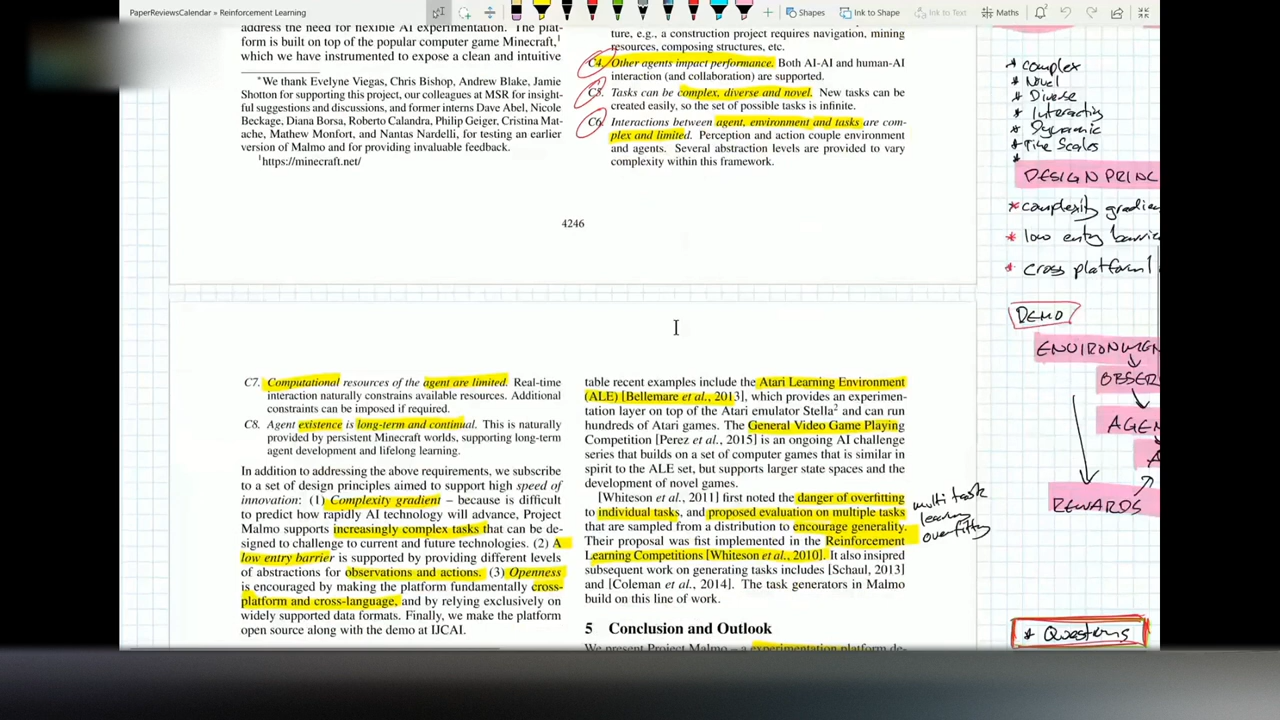 PaperReviewsCalendar » Reinforcement Learning
Shapes
Ink to Shape
Ink to Text
Maths
address the need for flexible AI experimentation. The plat-
form is built on top of the popular computer game Minecraft,1
which we have instrumented to expose a clean and intuitive
*We thank Evelyne Viegas, Chris Bishop, Andrew Blake, Jamie
Shotton for supporting this project, our colleagues at MSR for insight-
ful suggestions and discussions, and former interns Dave Abel, Nicole
Beckage, Diana Borsa, Roberto Calandra, Philip Geiger, Cristina Mat-
ache, Mathew Monfort, and Nantas Nardelli, for testing an earlier
version of Malmo and for providing invaluable feedback.
1https://minecraft.net/
ture, e.g., a construction project requires navigation, mining
resources, composing structures, etc.
C4. Other agents impact performance. Both AI-AI and human-AI
interaction (and collaboration) are supported.
C5. Tasks can be complex, diverse and novel. New tasks can be
created easily, so the set of possible tasks is infinite.
C6. Interactions between agent, environment and tasks are com-
plex and limited. Perception and action couple environment
and agents. Several abstraction levels are provided to vary
complexity within this framework.
4246
C7. Computational resources of the agent are limited. Real-time
interaction naturally constrains available resources. Additional
constraints can be imposed if required.
C8. Agent existence is long-term and continual. This is naturally
provided by persistent Minecraft worlds, supporting long-term
agent development and lifelong learning.
In addition to addressing the above requirements, we subscribe
to a set of design principles aimed to support high speed of
innovation: (1) Complexity gradient – because is difficult
to predict how rapidly AI technology will advance, Project
Malmo supports increasingly complex tasks that can be de-
signed to challenge to current and future technologies. (2) A
low entry barrier is supported by providing different levels
of abstractions for observations and actions. (3) Openness
is encouraged by making the platform fundamentally cross-
platform and cross-language, and by relying exclusively on
widely supported data formats. Finally, we make the platform
open source along with the demo at IJCAI.
table recent examples include the Atari Learning Environment
(ALE) [Bellemare et al., 2013], which provides an experimen-
tation layer on top of the Atari emulator Stella2 and can run
hundreds of Atari games. The General Video Game Playing
Competition [Perez et al., 2015] is an ongoing AI challenge
series that builds on a set of computer games that is similar in
spirit to the ALE set, but supports larger state spaces and the
development of novel games.
[Whiteson et al., 2011] first noted the danger of overfitting
to individual tasks, and proposed evaluation on multiple tasks
that are sampled from a distribution to encourage generality.
Their proposal was fist implemented in the Reinforcement
Learning Competitions [Whiteson et al., 2010]. It also insipred
subsequent work on generating tasks includes [Schaul, 2013]
and [Coleman et al., 2014]. The task generators in Malmo
build on this line of work.
5 Conclusion and Outlook
We present Project Malmo – a experimentation platform de-
multi task
learning
overfitting
* complex
* Novel
* Diverse
* Interacting
* Dynamic
* Time Scales
*
DESIGN PRINC
* complexity gradien
* low entry barrie
* cross platform
DEMO
ENVIRONMEN
OBSER
AGEN
A
REWARDS
* Questions